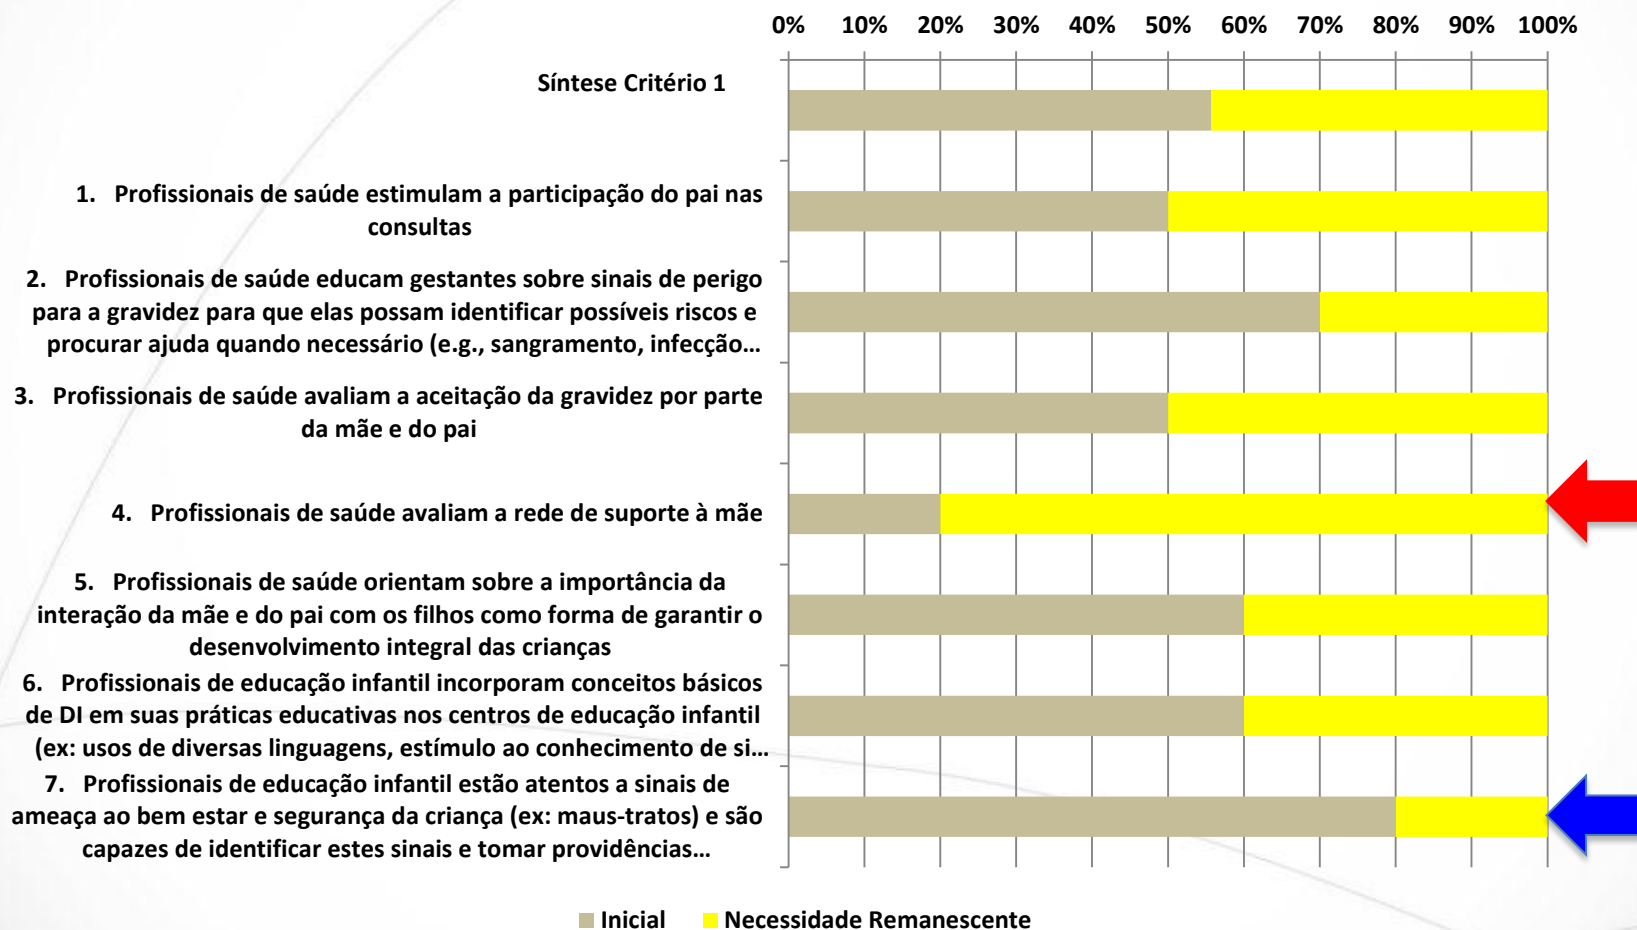 0% 10% 20% 30% 40% 50% 60% 70% 80% 90% 100%
Síntese Critério 1
1. Profissionais de saúde estimulam a participação do pai nas
consultas
2. Profissionais de saúde educam gestantes sobre sinais de perigo
para a gravidez para que elas possam identificar possíveis riscos e
procurar ajuda quando necessário (e.g., sangramento, infecção…
3. Profissionais de saúde avaliam a aceitação da gravidez por parte
da mãe e do pai
4. Profissionais de saúde avaliam a rede de suporte à mãe
5. Profissionais de saúde orientam sobre a importância da
interação da mãe e do pai com os filhos como forma de garantir o
desenvolvimento integral das crianças
6. Profissionais de educação infantil incorporam conceitos básicos
de DI em suas práticas educativas nos centros de educação infantil
(ex: usos de diversas linguagens, estímulo ao conhecimento de si…
7. Profissionais de educação infantil estão atentos a sinais de
ameaça ao bem estar e segurança da criança (ex: maus-tratos) e são
capazes de identificar estes sinais e tomar providências…
Inicial Necessidade Remanescente